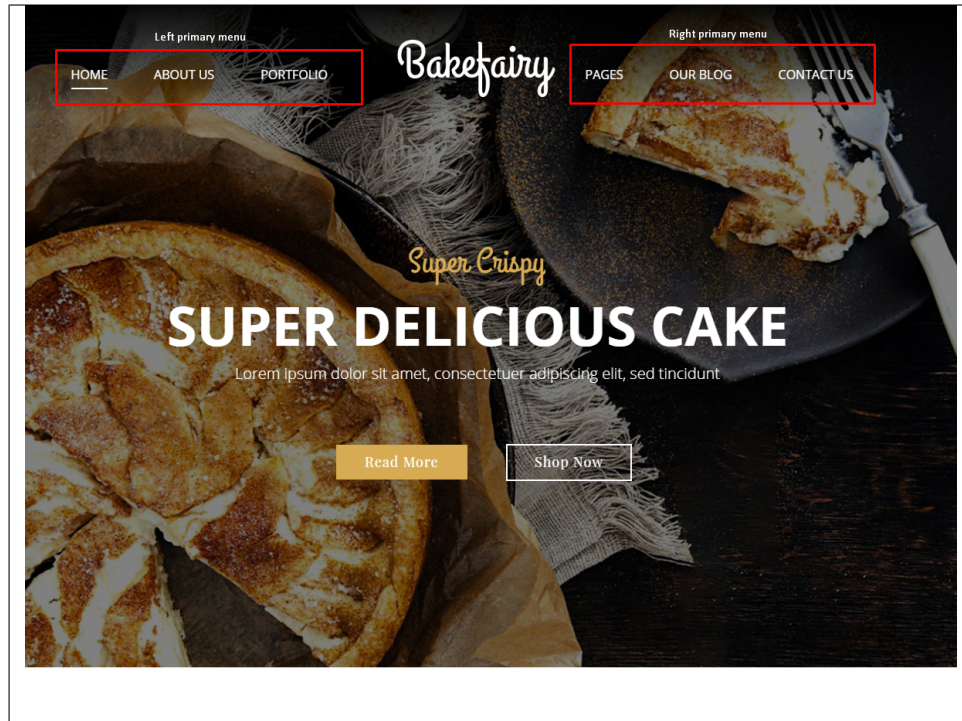 Left primary menu
Right primary menu
HOME ABOUT US PORTFOLIO
Bakefairy
PAGES OUR BLOG CONTACT US
Super Crispy
SUPER DELICIOUS CAKE
Lorem ipsum dolor sit amet, consectetuer adipiscing elit, sed tincidunt
Read More
Shop Now